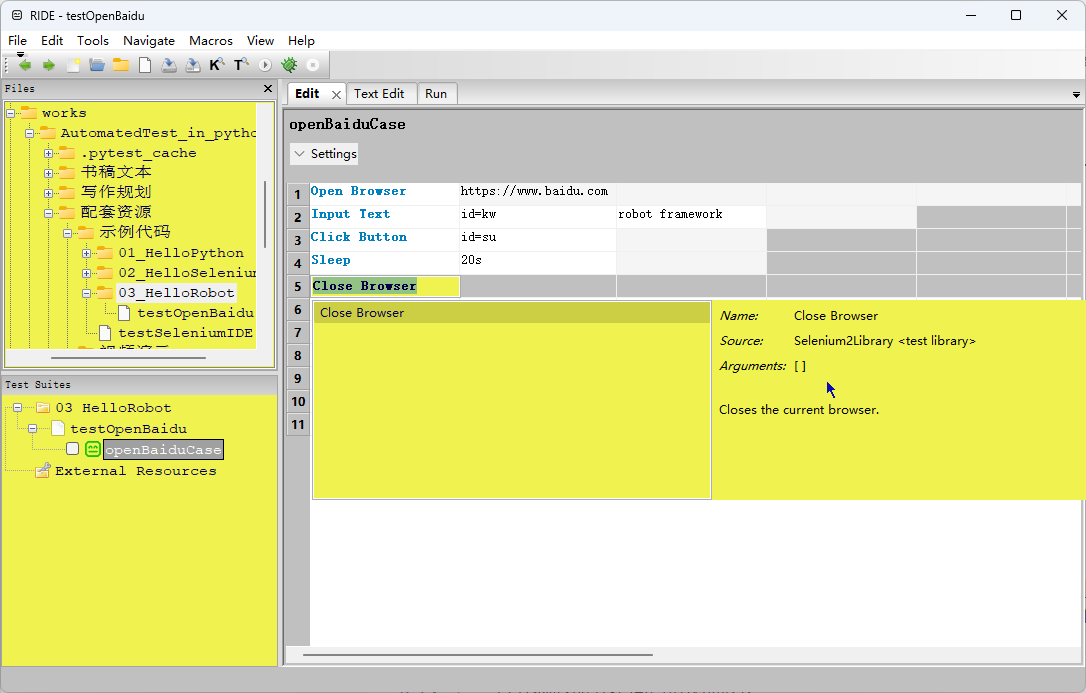 RIDE - testOpenBaidu
File Edit Tools Navigate Macros View Help
K T
Files
works
AutomatedTest_in_pytho
.pytest_cache
书稿文本
写作规划
配套资源
示例代码
01_HelloPython
02_HelloSeleniu
03_HelloRobot
testOpenBaidu
testSeleniumIDE
Test Suites
03 HelloRobot
testOpenBaidu
openBaiduCase
External Resources
Edit Text Edit Run
openBaiduCase
Settings
1 Open Browser https://www.baidu.com
2 Input Text id=kw robot framework
3 Click Button id=su
4 Sleep 20s
5 Close Browser
6
7
8
9
10
11
Close Browser
Name: Close Browser
Source: Selenium2Library <test library>
Arguments: [ ]
Closes the current browser.